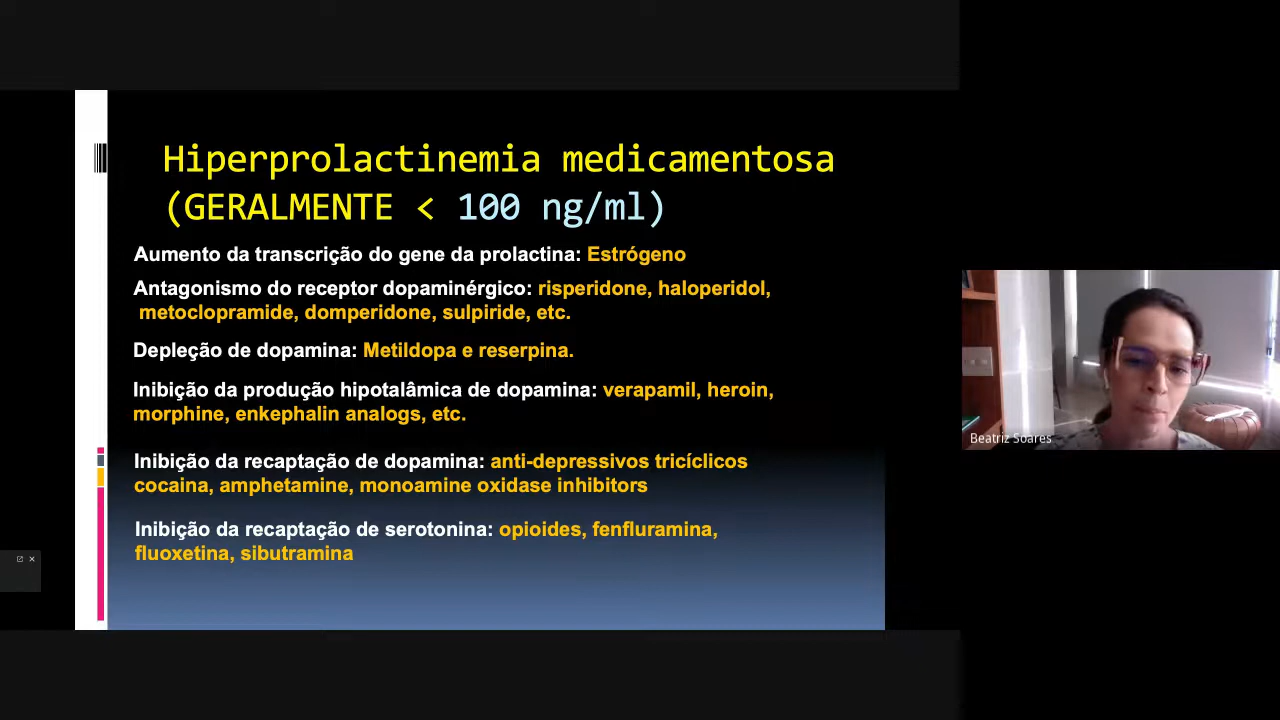 Hiperprolactinemia medicamentosa
(GERALMENTE < 100 ng/ml)
Aumento da transcrição do gene da prolactina: Estrógeno
Antagonismo do receptor dopaminérgico: risperidone, haloperidol,
metoclopramide, domperidone, sulpiride, etc.
Depleção de dopamina: Metildopa e reserpina.
Inibição da produção hipotalâmica de dopamina: verapamil, heroin,
morphine, enkephalin analogs, etc.
Inibição da recaptação de dopamina: anti-depressivos tricíclicos
cocaina, amphetamine, monoamine oxidase inhibitors
Inibição da recaptação de serotonina: opioides, fenfluramina,
fluoxetina, sibutramina
Beatriz Soares